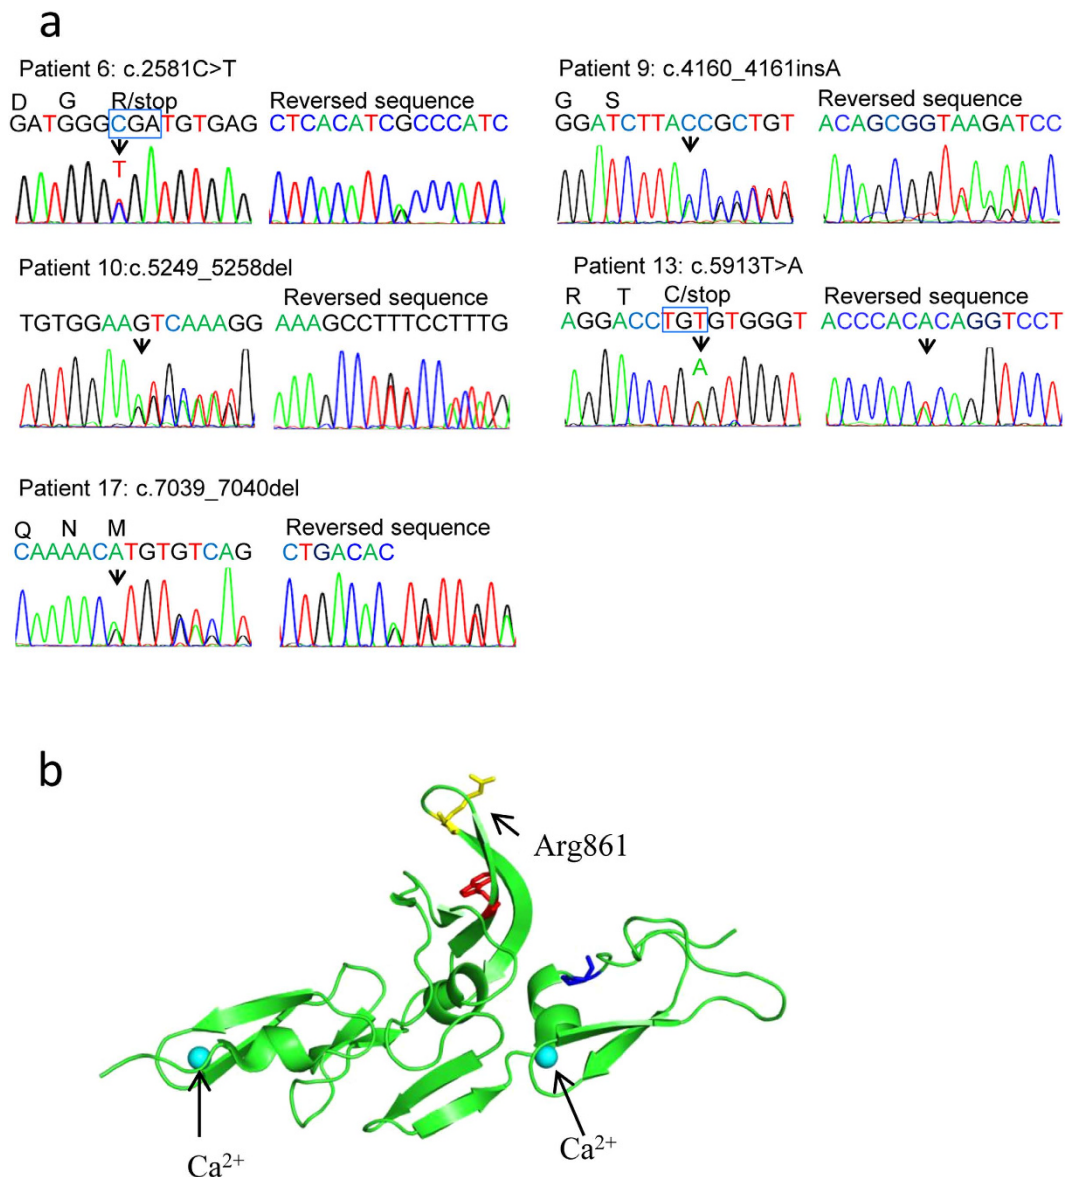 a
Patient 6: c.2581C>T
D G R/stop
GATGGGCGATGTGAG
T
Reversed sequence
CTCACATCGCCCATC
Patient 9: c.4160_4161insA
G S
GGATCTTACCGCTGT
Reversed sequence
ACAGCGGTAAGATCC
Patient 10:c.5249_5258del
TGTGGAAGTCAAAGG
Reversed sequence
AAAGCCTTTCCTTTG
Patient 13: c.5913T>A
R T C/stop
AGGACCTGTGTGGGT
A
Reversed sequence
ACCCACACAGGTCCT
Patient 17: c.7039_7040del
Q N M
CAAAACATGTGTCAG
Reversed sequence
CTGACAC
b
Arg861
Ca²⁺
Ca²⁺